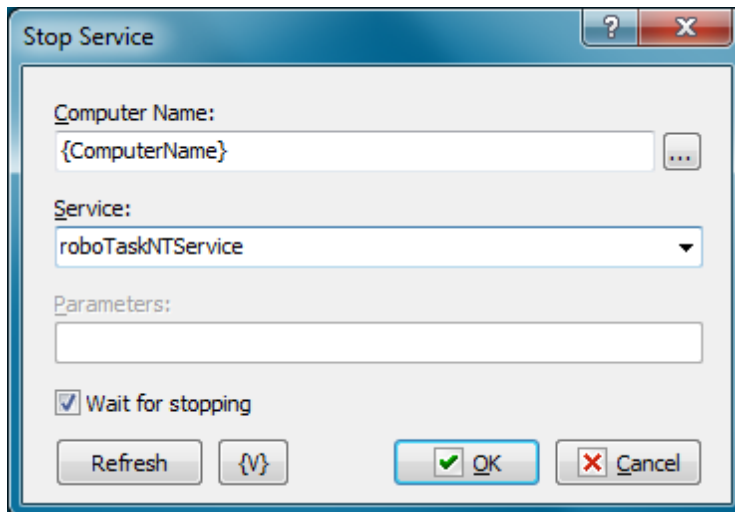 Stop Service
?
Computer Name:
{ComputerName}
...
Service:
roboTaskNTService
Parameters:
Wait for stopping
Refresh
{V}
OK
Cancel